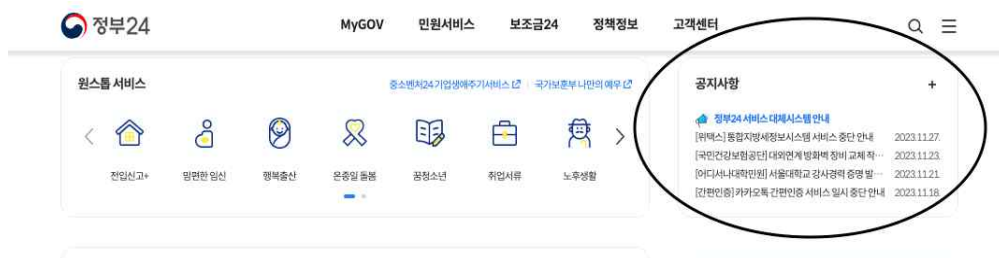 정부24
MyGOV 민원서비스 보조금24 정책정보 고객센터
원스톱 서비스
중소벤처24 기업생애주기서비스 국가보훈부 나만의 예우
전입신고+ 맘편한 임신 행복출산 온종일 돌봄 꿈청소년 취업서류 노후생활
공지사항 +
정부24 서비스 대체시스템 안내
[위택스] 통합지방세정보시스템 서비스 중단 안내 2023.11.27.
[국민건강보험공단] 대외연계 방화벽 장비 교체 작… 2023.11.23.
[어디서나대학민원] 서울대학교 강사경력 증명 발… 2023.11.21.
[간편인증] 카카오톡 간편인증 서비스 일시 중단 안내 2023.11.18.